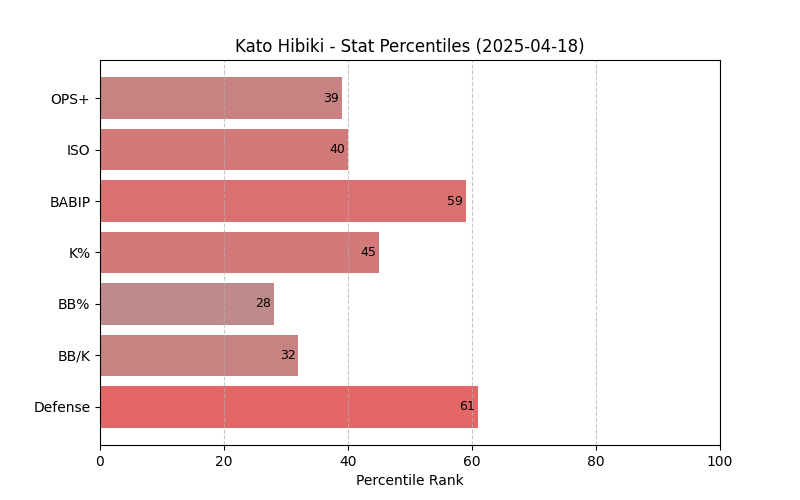 Kato Hibiki - Stat Percentiles (2025-04-18)
OPS+ 39
ISO 40
BABIP 59
K% 45
BB% 28
BB/K 32
Defense 61
0 20 40 60 80 100
Percentile Rank